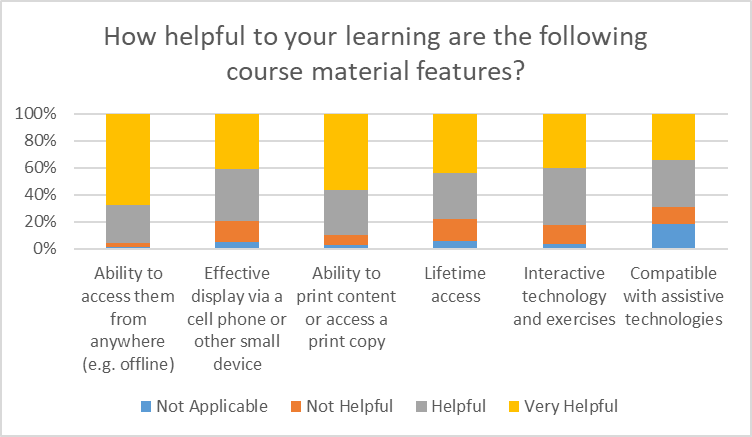 How helpful to your learning are the following
course material features?
100%
80%
60%
40%
20%
0%
Ability to
access them
from
anywhere
(e.g. offline)
Effective
display via a
cell phone or
other small
device
Ability to
print content
or access a
print copy
Lifetime
access
Interactive
technology
and exercises
Compatible
with assistive
technologies
Not Applicable
Not Helpful
Helpful
Very Helpful